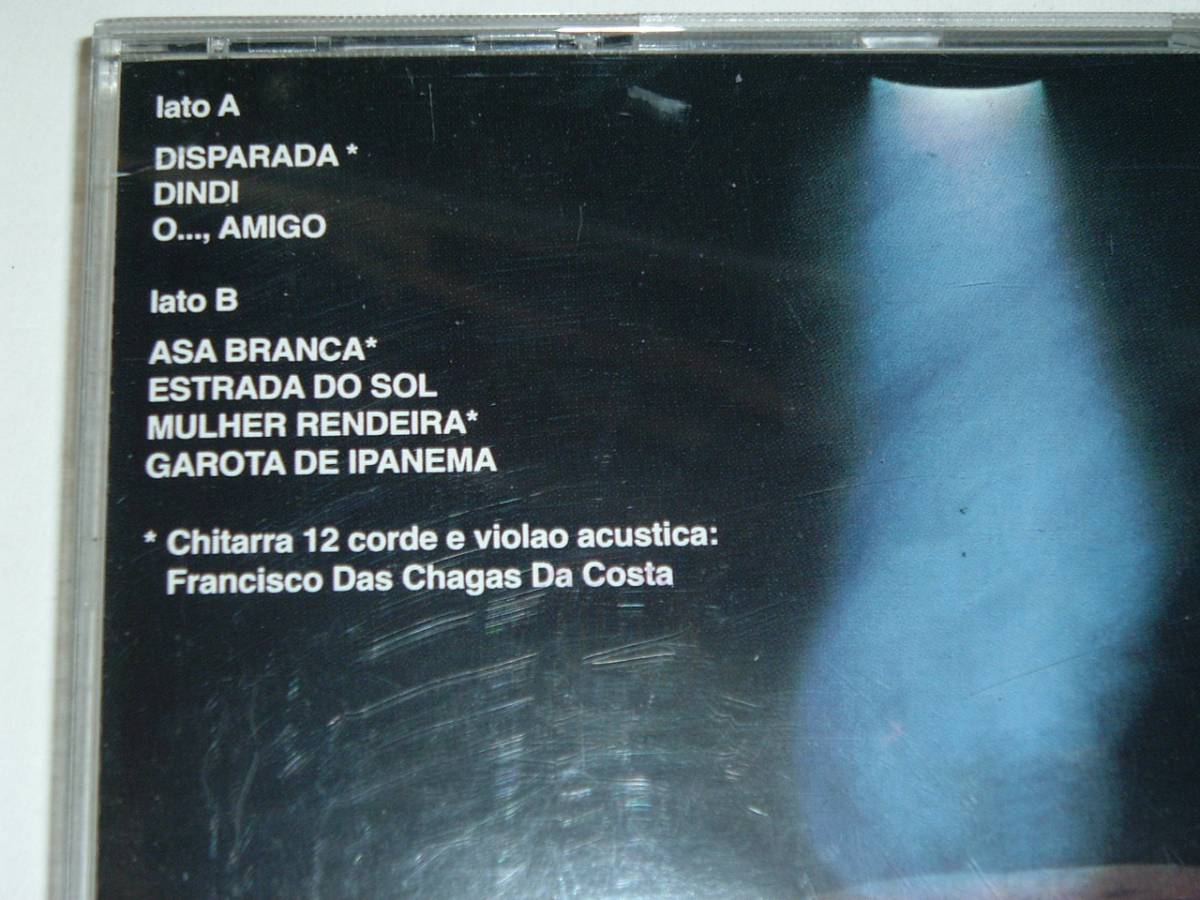 lato A
DISPARADA *
DINDI
O..., AMIGO
lato B
ASA BRANCA*
ESTRADA DO SOL
MULHER RENDEIRA*
GAROTA DE IPANEMA
* Chitarra 12 corde e violao acustica:
Francisco Das Chagas Da Costa